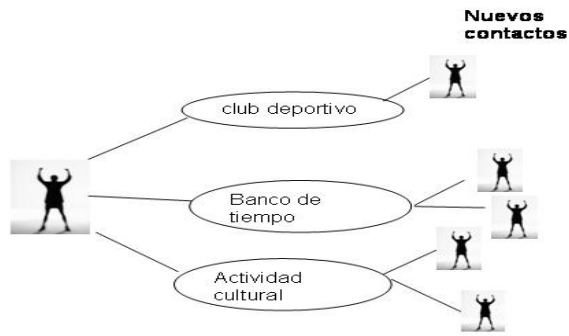 Nuevos
contactos
club deportivo
Banco de
tiempo
Actividad
cultural